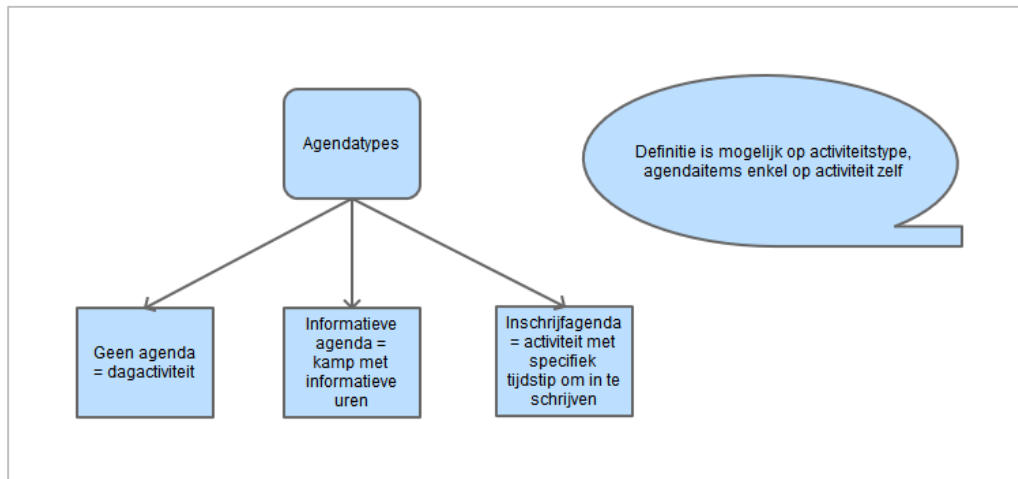 Agendatypes
Definitie is mogelijk op activiteitstype,
agendaitems enkel op activiteit zelf
Geen agenda
= dagactiviteit
Informatieve
agenda =
kamp met
informatieve
uren
Inschrijfagenda
= activiteit met
specifiek
tijdstip om in te
schrijven